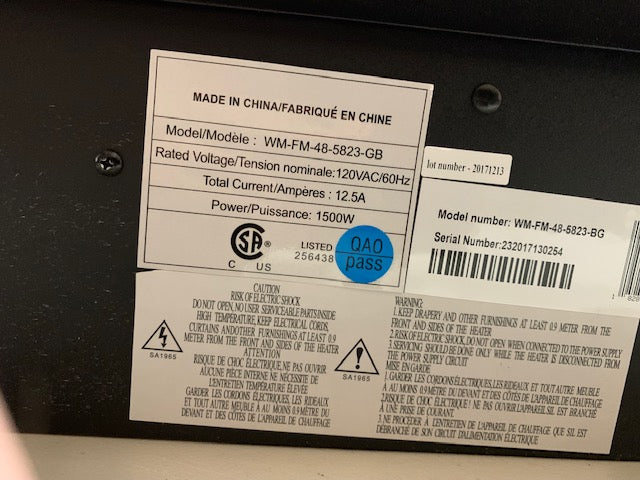 MADE IN CHINA/FABRIQUÉ EN CHINE
Model/Modèle : WM-FM-48-5823-GB
Rated Voltage/Tension nominale:120VAC/60Hz
Total Current/Amperes : 12.5A
Power/Puissance: 1500W
CSA®
C US
LISTED
256438
QAO
pass
lot number - 20171213
Model number: WM-FM-48-5823-BG
Serial Number:232017130254
CAUTION
RISK OF ELECTRIC SHOCK
DO NOT OPEN,NO USER SERVICEABLE PARTS INSIDE
HIGH TEMPERATURE, KEEP ELECTRICAL CORDS,
CURTAINS AND OTHER FURNISHINGS AT LEAST 0.9
METER FROM THE FRONT AND SIDES OF THE HEATER
ATTENTION
RISQUE DE CHOC ÉLECTRIQUE,NE PAS OUVRIR
AUCUNE PIÈCE INTERNE NE NÉCESSITE DE
L'ENTRETIEN TEMPÉRATURE ÉLEVÉE
GARDER LES CORDONS ÉLECTRIQUES, LES RIDEAUX
ET TOUT AUTRE MEUBLE À AU MOINS 0.9 MÈTRE DU
DEVANT ET DES CÔTÉS DE L'APPAREIL DE CHAUFFAGE
SA1965
SA1965
WARNING:
1. KEEP DRAPERY AND OTHER FURNISHINGS AT LEAST 0.9 METER FROM THE
FRONT AND SIDES OF THE HEATER
2.RISK OF ELECTRIC SHOCK,DO NOT OPEN WHEN CONNECTED TO THE POWER SUPPLY
3.SERVICING SHOULD BE DONE ONLY WHILE THE HEATER IS DISCONNECTED FROM
THE POWER SUPPLY CIRCUIT
MISE EN GARDE
1.GARDER LES CORDONS ÉLECTRIQUES,LES RIDEAUX ET TOUT AUTRE MEUBLE
À AU MOINS 0.9 MÈTRE DU DEVANT ET DES CÔTÉS DE L'APPAREIL DE CHAUFFAGE
2.RISQUE DE CHOC ÉLECTRIQUE ! NE PAS OUVRIR L'APPAREIL SIL EST BRANCHÉ
À UNE PRISE DE COURANT.
3.NE PROCÉDER À L'ENTRETIEN DE L'APPAREIL DE CHAUFFAGE QUE SIL EST
DEBRANCHÉ DE SON CIRCUIT D'ALIMENTATION ÉLECTRIQUE